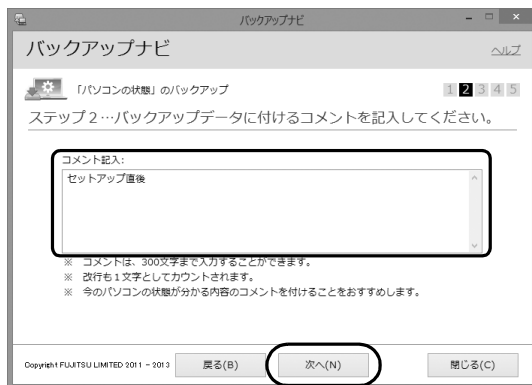 バックアップナビ
バックアップナビ
ヘルプ
「パソコンの状態」のバックアップ
1 2 3 4 5
ステップ2…バックアップデータに付けるコメントを記入してください。
コメント記入:
セットアップ直後
※ コメントは、300文字まで入力することができます。
※ 改行も1文字としてカウントされます。
※ 今のパソコンの状態が分かる内容のコメントを付けることをおすすめします。
Copyright FUJITSU LIMITED 2011 - 2013
戻る(B)
次へ(N)
閉じる(C)